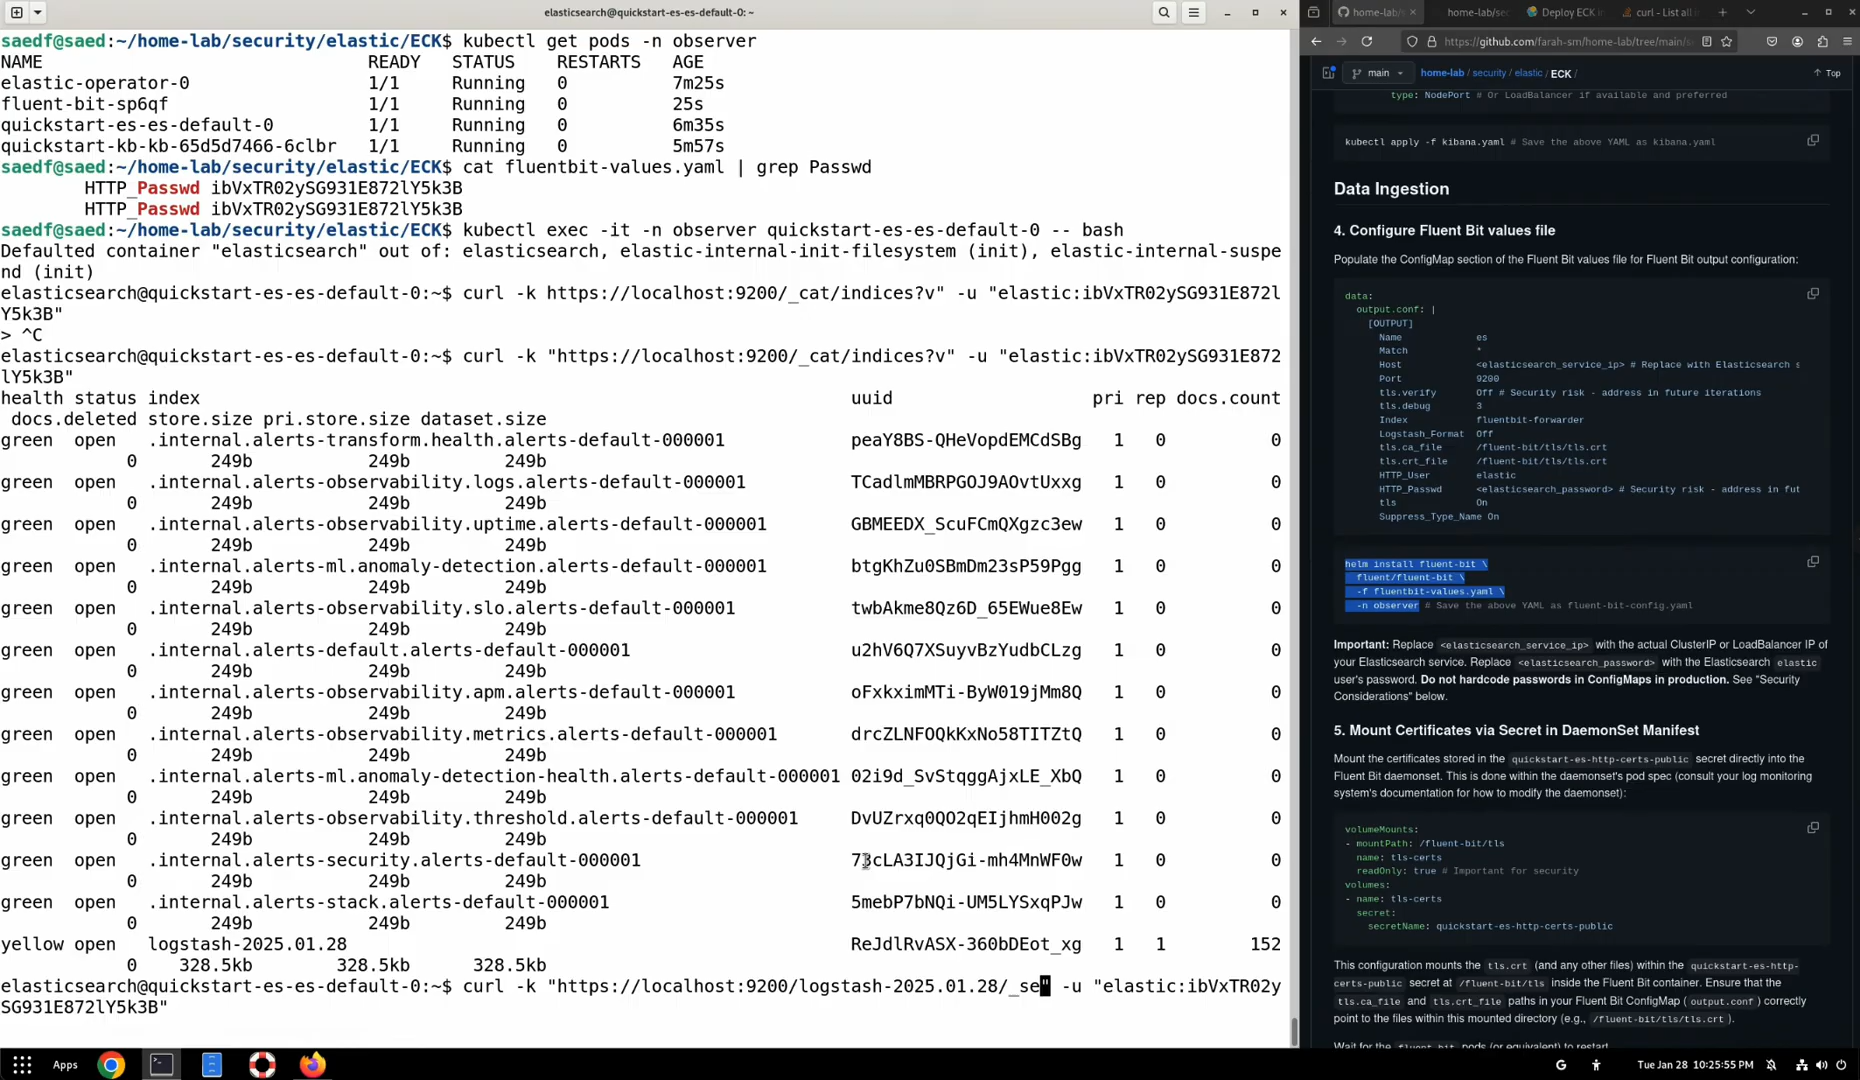 elasticsearch@quickstart-es-es-default-0: ~
saedf@saed:~/home-lab/security/elastic/ECK$ kubectl get pods -n observer
NAME READY STATUS RESTARTS AGE
elastic-operator-0 1/1 Running 0 7m25s
fluent-bit-sp6qf 1/1 Running 0 25s
quickstart-es-es-default-0 1/1 Running 0 6m35s
quickstart-kb-kb-65d5d7466-6clbr 1/1 Running 0 5m57s
saedf@saed:~/home-lab/security/elastic/ECK$ cat fluentbit-values.yaml | grep Passwd
HTTP_Passwd ibVxTR02ySG931E872lY5k3B
HTTP_Passwd ibVxTR02ySG931E872lY5k3B
saedf@saed:~/home-lab/security/elastic/ECK$ kubectl exec -it -n observer quickstart-es-es-default-0 -- bash
Defaulted container "elasticsearch" out of: elasticsearch, elastic-internal-init-filesystem (init), elastic-internal-suspe
nd (init)
elasticsearch@quickstart-es-es-default-0:~$ curl -k https://localhost:9200/_cat/indices?v" -u "elastic:ibVxTR02ySG931E872l
Y5k3B"
> ^C
elasticsearch@quickstart-es-es-default-0:~$ curl -k "https://localhost:9200/_cat/indices?v" -u "elastic:ibVxTR02ySG931E872
lY5k3B"
health status index uuid pri rep docs.count
docs.deleted store.size pri.store.size dataset.size
green open .internal.alerts-transform.health.alerts-default-000001 peaY8BS-QHeVopdEMCdSBg 1 0 0
0 249b 249b 249b
green open .internal.alerts-observability.logs.alerts-default-000001 TCadlmMBRPGOJ9AOvtUxxg 1 0 0
0 249b 249b 249b
green open .internal.alerts-observability.uptime.alerts-default-000001 GBMEEDX_ScuFCmQXgzc3ew 1 0 0
0 249b 249b 249b
green open .internal.alerts-ml.anomaly-detection.alerts-default-000001 btgKhZu0SBmDm23sP59Pgg 1 0 0
0 249b 249b 249b
green open .internal.alerts-observability.slo.alerts-default-000001 twbAkme8Qz6D_65EWue8Ew 1 0 0
0 249b 249b 249b
green open .internal.alerts-default.alerts-default-000001 u2hV6Q7XSuyvBzYudbCLzg 1 0 0
0 249b 249b 249b
green open .internal.alerts-observability.apm.alerts-default-000001 oFxkximMTi-ByW019jMm8Q 1 0 0
0 249b 249b 249b
green open .internal.alerts-observability.metrics.alerts-default-000001 drcZLNFOQkKxNo58TITZtQ 1 0 0
0 249b 249b 249b
green open .internal.alerts-ml.anomaly-detection-health.alerts-default-000001 02i9d_SvStqggAjxLE_XbQ 1 0 0
0 249b 249b 249b
green open .internal.alerts-observability.threshold.alerts-default-000001 DvUZrxq0QO2qEIjhmH002g 1 0 0
0 249b 249b 249b
green open .internal.alerts-security.alerts-default-000001 1 0 0
0 249b 249b 249b
green open .internal.alerts-stack.alerts-default-000001 5mebP7bNQi-UM5LYSxqPJw 1 0 0
0 249b 249b 249b
yellow open logstash-2025.01.28 ReJdlRvASX-360bDEot_xg 1 1 152
0 328.5kb 328.5kb 328.5kb
elasticsearch@quickstart-es-es-default-0:~$ curl -k "https://localhost:9200/logstash-2025.01.28/_se" -u "elastic:ibVxTR02y
SG931E872lY5k3B"
home-lab/s
home-lab/sec
Deploy ECK in
curl - List all i
https://github.com/farah-sm/home-lab/tree/main/s
main
home-lab / security / elastic / ECK /
Top
type: NodePort # Or LoadBalancer if available and preferred
kubectl apply -f kibana.yaml # Save the above YAML as kibana.yaml
Data Ingestion
4. Configure Fluent Bit values file
Populate the ConfigMap section of the Fluent Bit values file for Fluent Bit output configuration:
data:
output.conf: |
[OUTPUT]
Name es
Match *
Host <elasticsearch_service_ip> # Replace with Elasticsearch s
Port 9200
tls.verify Off # Security risk - address in future iterations
tls.debug 3
Index fluentbit-forwarder
Logstash_Format Off
tls.ca_file /fluent-bit/tls/tls.crt
tls.crt_file /fluent-bit/tls/tls.crt
HTTP_User elastic
HTTP_Passwd <elasticsearch_password> # Security risk - address in fut
tls On
Suppress_Type_Name On
helm install fluent-bit \
fluent/fluent-bit \
-f fluentbit-values.yaml \
-n observer # Save the above YAML as fluent-bit-config.yaml
Important: Replace <elasticsearch_service_ip> with the actual ClusterIP or LoadBalancer IP of
your Elasticsearch service. Replace <elasticsearch_password> with the Elasticsearch elastic
user's password. Do not hardcode passwords in ConfigMaps in production. See "Security
Considerations" below.
5. Mount Certificates via Secret in DaemonSet Manifest
Mount the certificates stored in the quickstart-es-http-certs-public secret directly into the
Fluent Bit daemonset. This is done within the daemonset's pod spec (consult your log monitoring
system's documentation for how to modify the daemonset):
volumeMounts:
- mountPath: /fluent-bit/tls
name: tls-certs
readOnly: true # Important for security
volumes:
- name: tls-certs
secret:
secretName: quickstart-es-http-certs-public
This configuration mounts the tls.crt (and any other files) within the quickstart-es-http-
certs-public secret at /fluent-bit/tls inside the Fluent Bit container. Ensure that the
tls.ca_file and tls.crt_file paths in your Fluent Bit ConfigMap ( output.conf ) correctly
point to the files within this mounted directory (e.g., /fluent-bit/tls/tls.crt ).
Wait for the fluent-bit pods (or equivalent) to restart
Apps
G
Tue Jan 28 10:25:55 PM